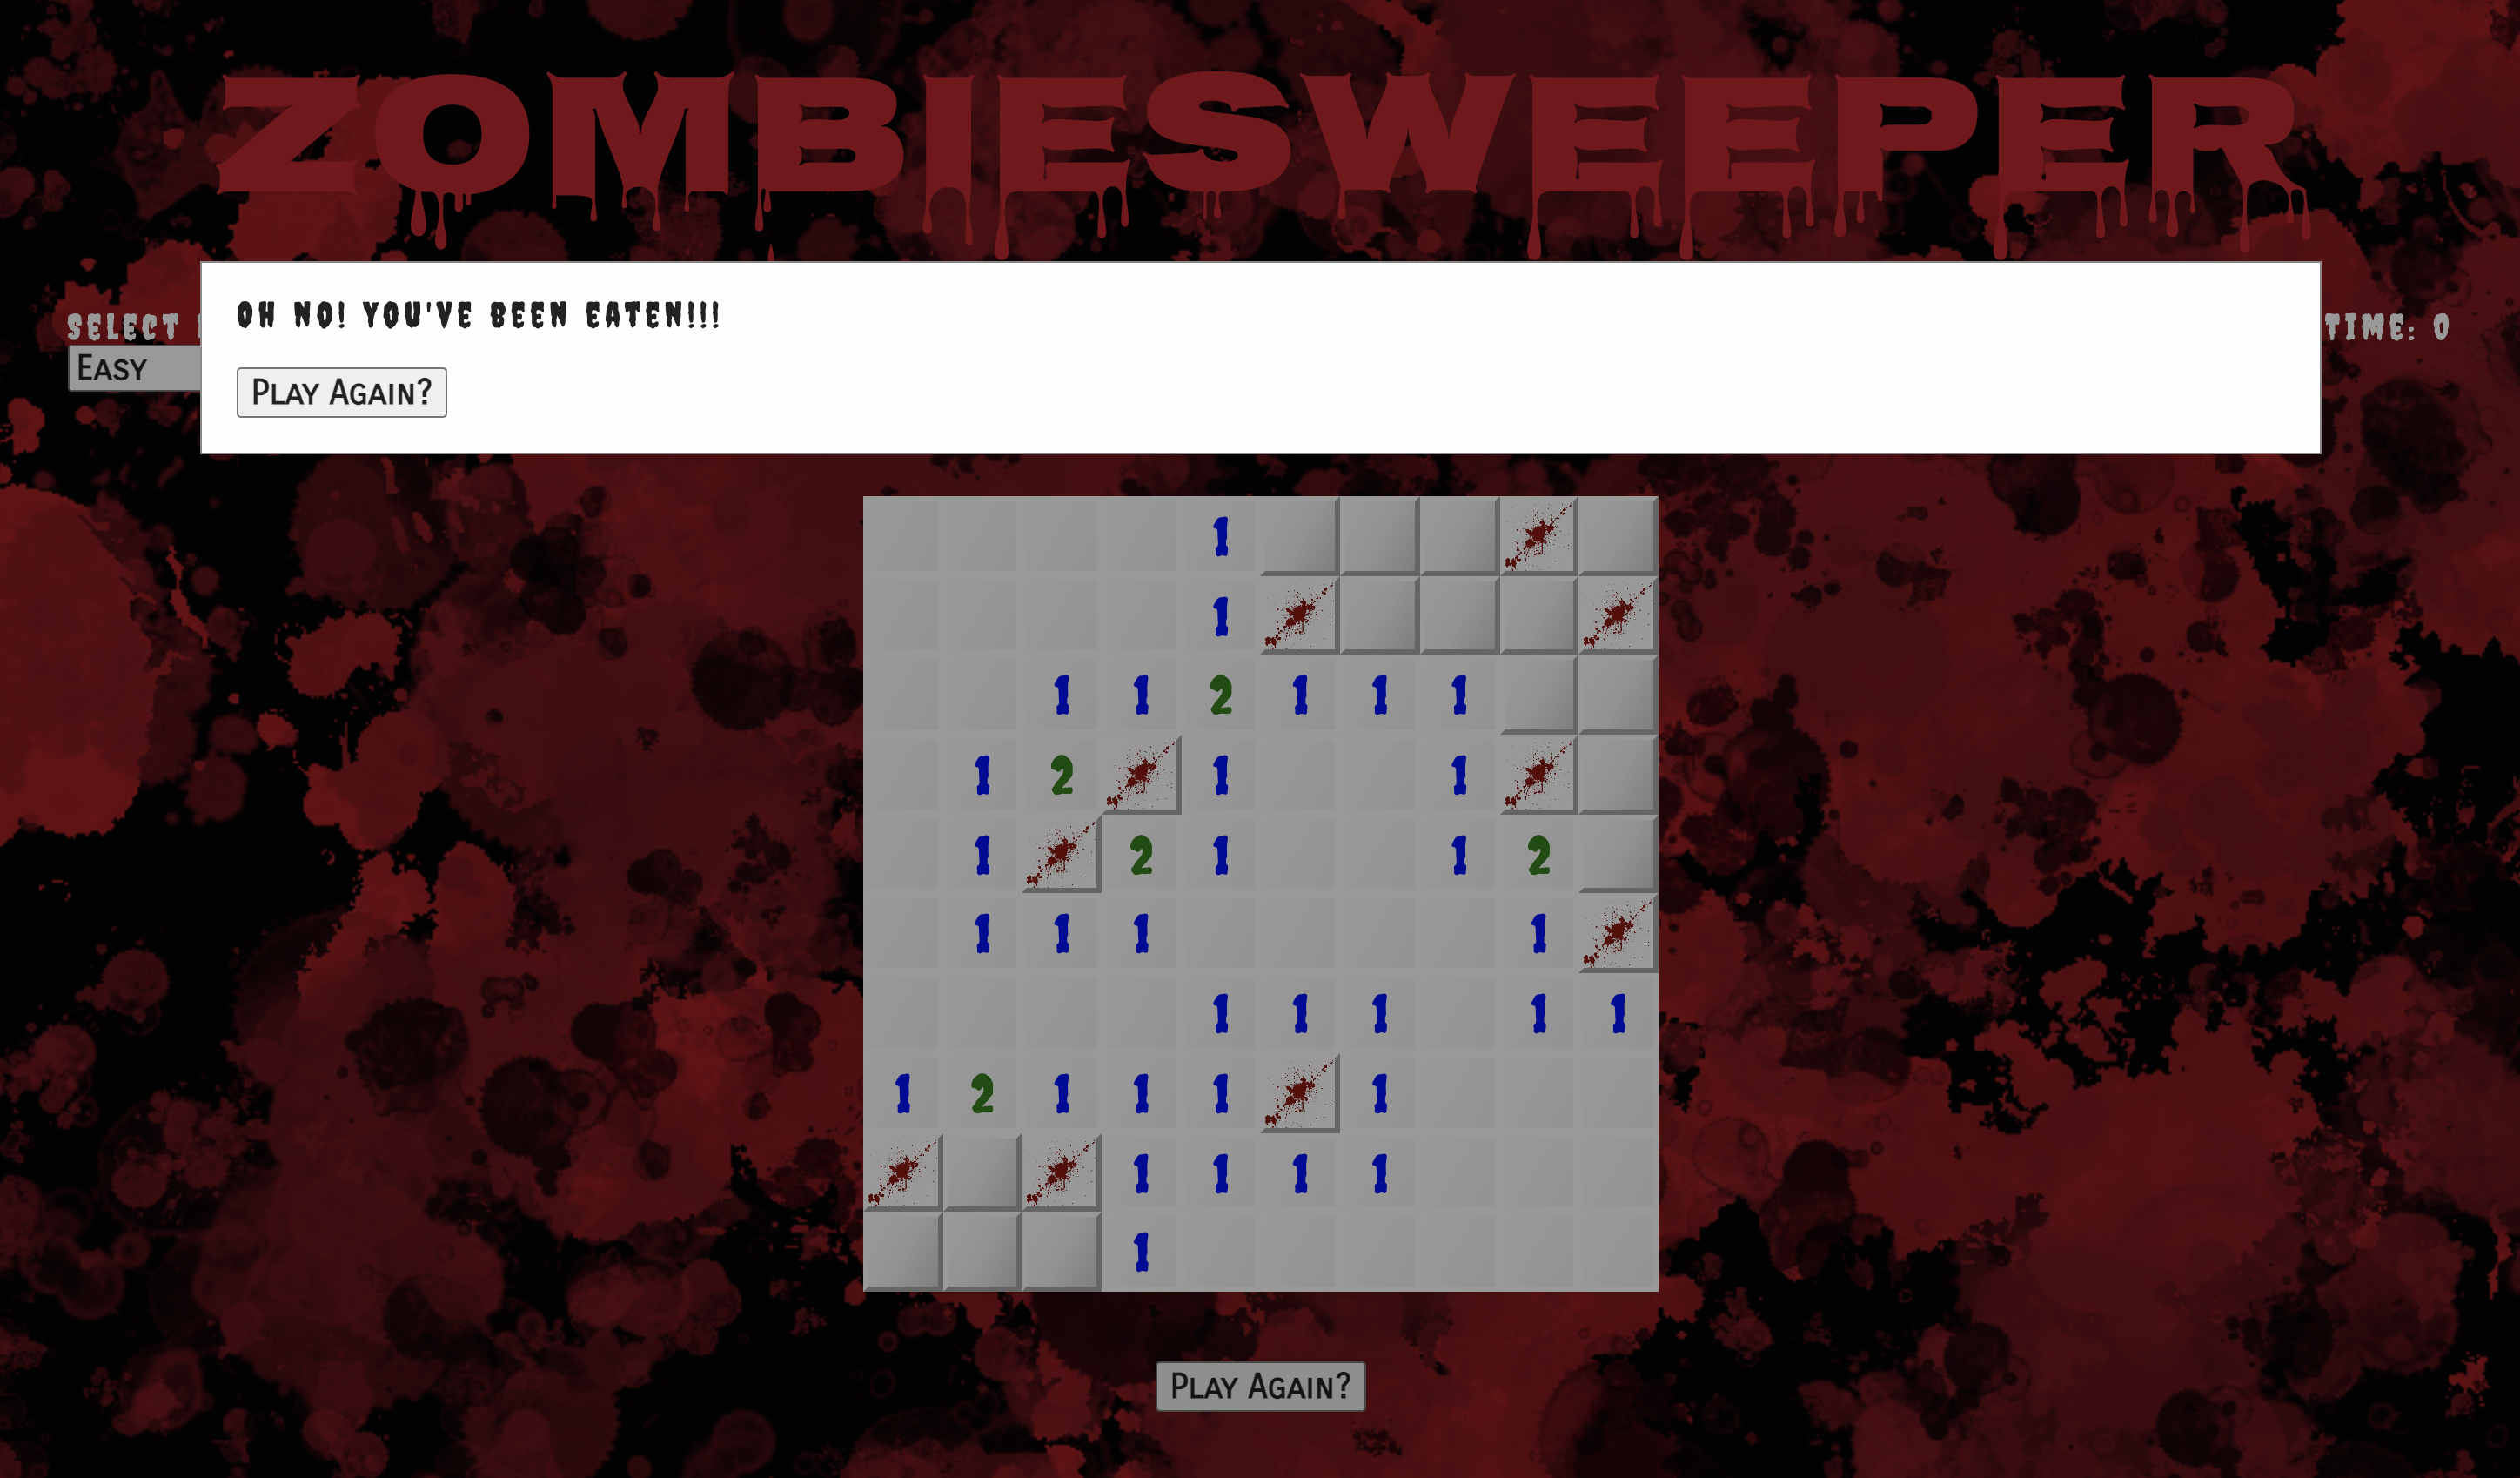 ZOMBIESWEEPER
OH NO! YOU'VE BEEN EATEN!!!
SELECT
TIME: 0
Easy
Play Again?
1
1
1 1 2 1 1 1
1 2 1 1
1 2 1 1 2
1 1 1 1
1 1 1 1 1
1 2 1 1 1 1
1 1 1 1
1
Play Again?